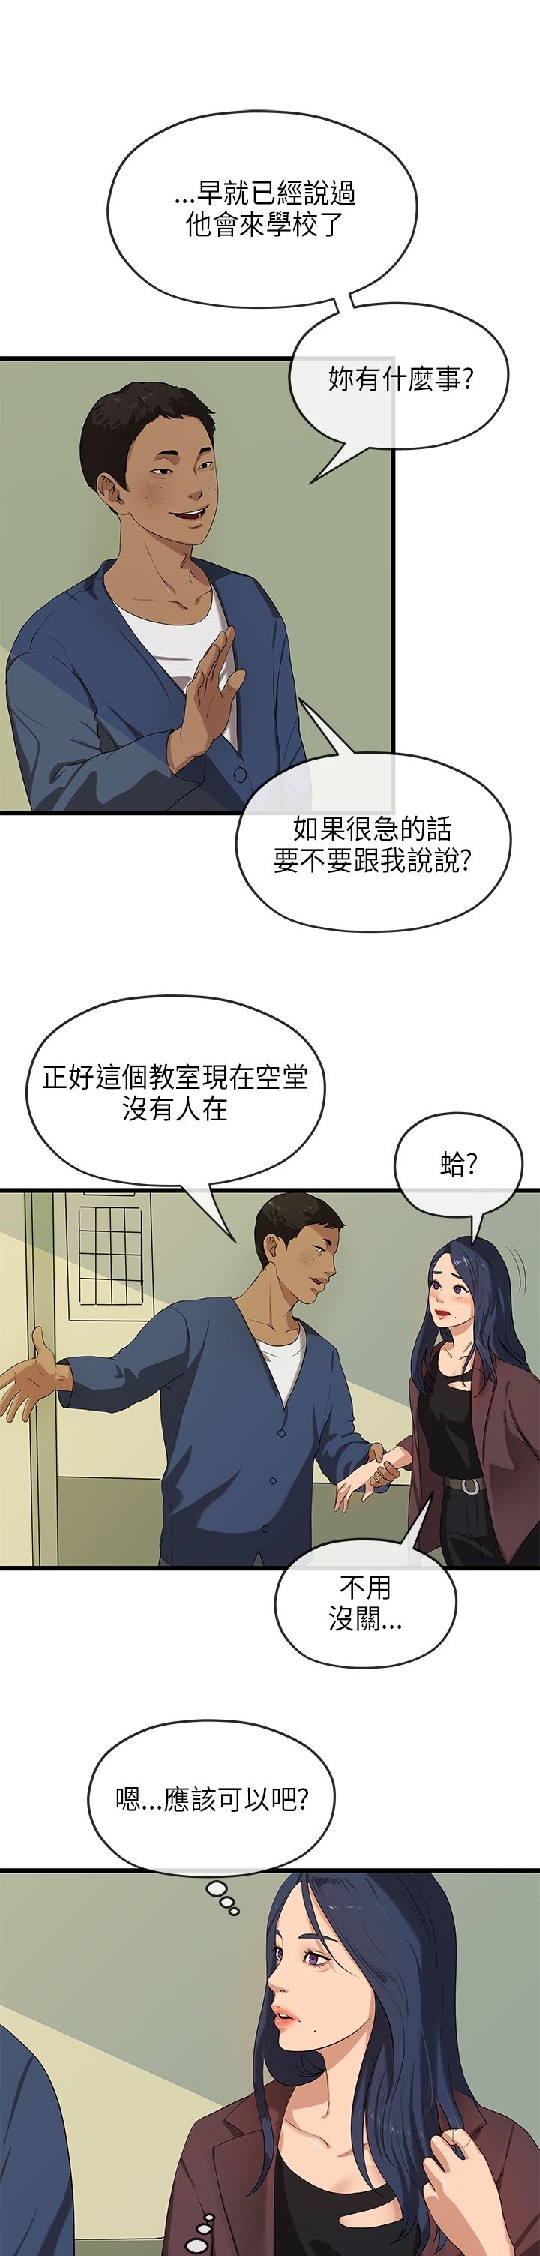 ...早就已經說過
他會來學校了
妳有什麼事?
如果很急的話
要不要跟我說說?
正好這個教室現在空堂
沒有人在
蛤?
不用
沒關...
嗯...應該可以吧?